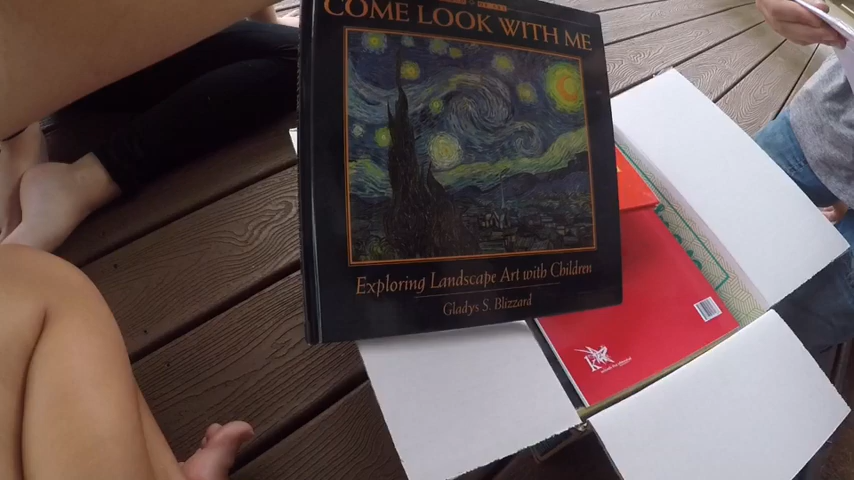 COME LOOK WITH ME
Exploring Landscape Art with Children
Gladys S. Blizzard